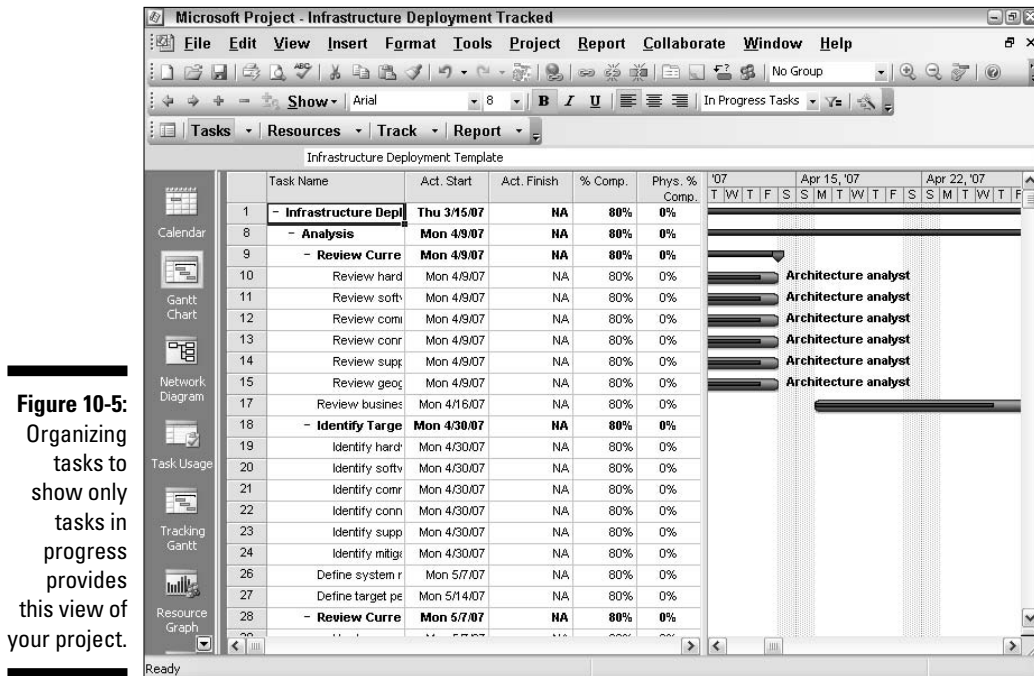 Microsoft Project - Infrastructure Deployment Tracked
File Edit View Insert Format Tools Project Report Collaborate Window Help
No Group
Show Arial 8 B I U In Progress Tasks
Tasks Resources Track Report
Infrastructure Deployment Template
Task Name Act. Start Act. Finish % Comp. Phys. % Comp. '07 Apr 15, '07 Apr 22, '07
T W T F S S M T W T F S S M T W T F
1 - Infrastructure Depl Thu 3/15/07 NA 80% 0%
8 - Analysis Mon 4/9/07 NA 80% 0%
9 - Review Curre Mon 4/9/07 NA 80% 0%
10 Review hard Mon 4/9/07 NA 80% 0% Architecture analyst
11 Review soft Mon 4/9/07 NA 80% 0% Architecture analyst
12 Review com Mon 4/9/07 NA 80% 0% Architecture analyst
13 Review conr Mon 4/9/07 NA 80% 0% Architecture analyst
14 Review supp Mon 4/9/07 NA 80% 0% Architecture analyst
15 Review geog Mon 4/9/07 NA 80% 0% Architecture analyst
17 Review busines Mon 4/16/07 NA 80% 0%
18 - Identify Targe Mon 4/30/07 NA 80% 0%
19 Identify hard Mon 4/30/07 NA 80% 0%
20 Identify softv Mon 4/30/07 NA 80% 0%
21 Identify comr Mon 4/30/07 NA 80% 0%
22 Identify conn Mon 4/30/07 NA 80% 0%
23 Identify supp Mon 4/30/07 NA 80% 0%
24 Identify mitig Mon 4/30/07 NA 80% 0%
26 Define system r Mon 5/7/07 NA 80% 0%
27 Define target pe Mon 5/14/07 NA 80% 0%
28 - Review Curre Mon 5/7/07 NA 80% 0%
Calendar
Gantt
Chart
Network
Diagram
Task Usage
Tracking
Gantt
Resource
Graph
Ready
Figure 10-5:
Organizing
tasks to
show only
tasks in
progress
provides
this view of
your project.